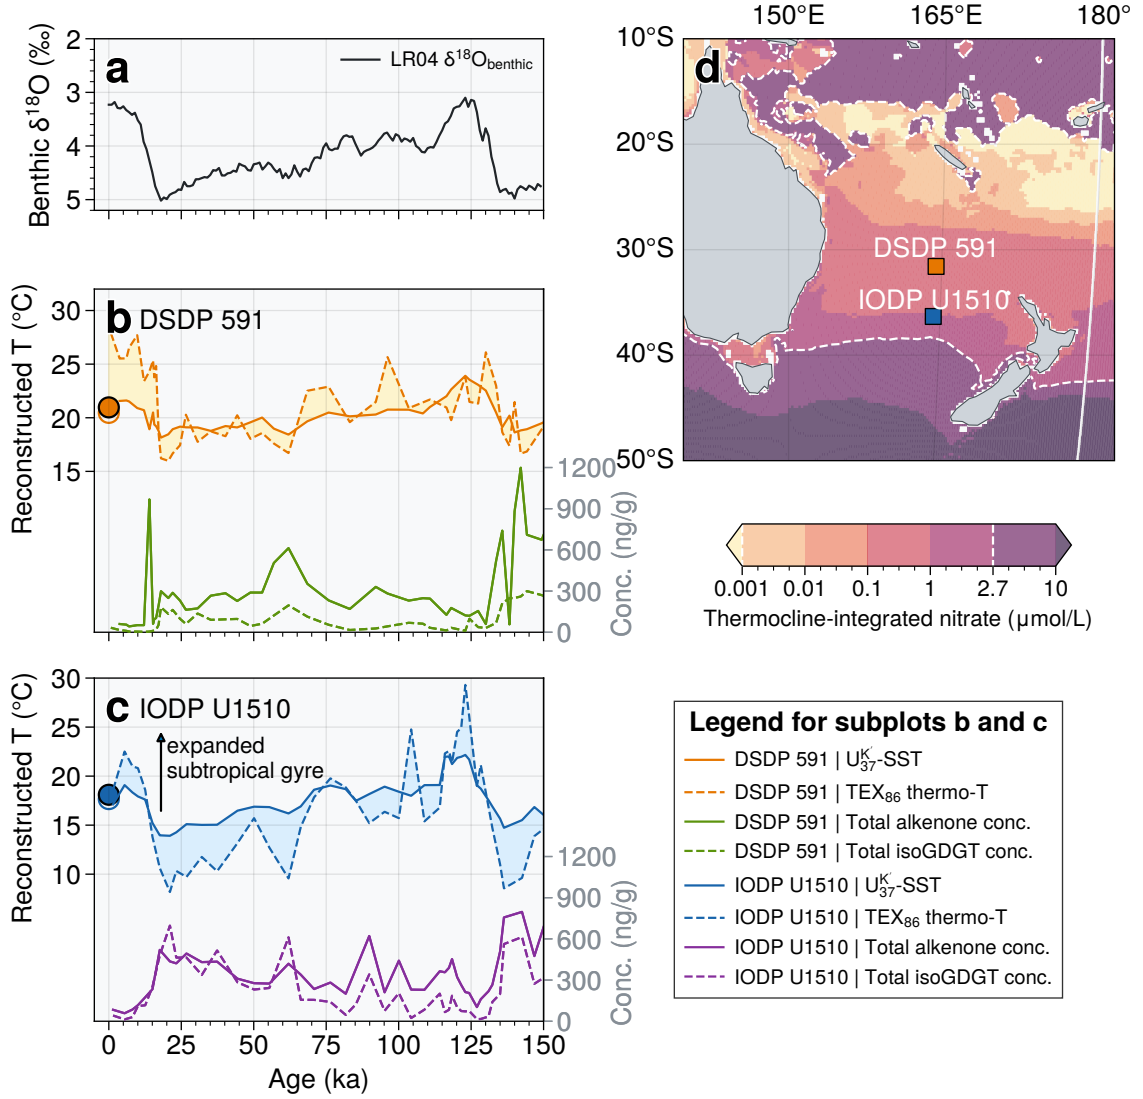 a
LR04 δ¹⁸O_benthic
Benthic δ¹⁸O (‰)
2
3
4
5
b DSDP 591
Reconstructed T (°C)
30
25
20
15
1200
900
600
300
0
Conc. (ng/g)
c IODP U1510
expanded
subtropical gyre
Reconstructed T (°C)
30
25
20
15
10
1200
900
600
300
0
Conc. (ng/g)
0 25 50 75 100 125 150
Age (ka)
150°E 165°E 180°
d
10°S
20°S
30°S
40°S
50°S
DSDP 591
IODP U1510
0.001 0.01 0.1 1 2.7 10
Thermocline-integrated nitrate (μmol/L)
Legend for subplots b and c
DSDP 591 | U₃₇ᴷ′-SST
DSDP 591 | TEX₈₆ thermo-T
DSDP 591 | Total alkenone conc.
DSDP 591 | Total isoGDGT conc.
IODP U1510 | U₃₇ᴷ′-SST
IODP U1510 | TEX₈₆ thermo-T
IODP U1510 | Total alkenone conc.
IODP U1510 | Total isoGDGT conc.